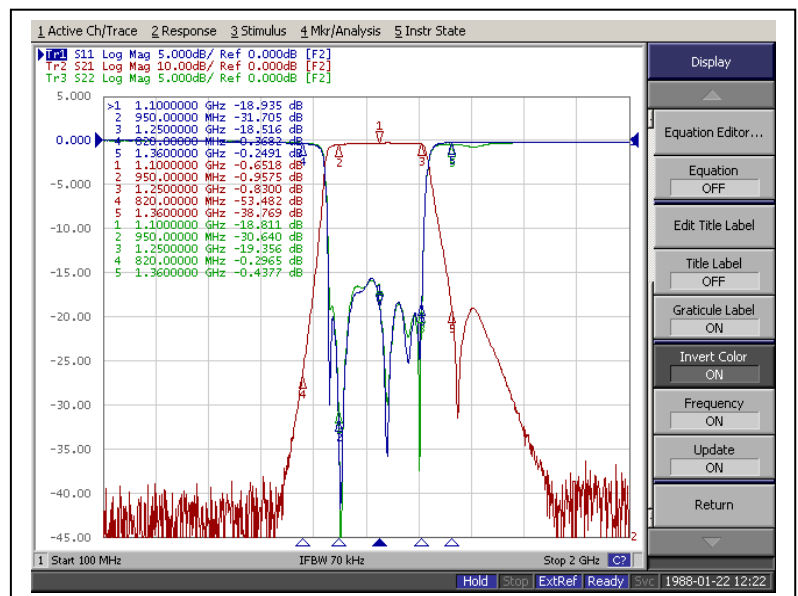 1 Active Ch/Trace 2 Response 3 Stimulus 4 Mkr/Analysis 5 Instr State
Tr1 S11 Log Mag 5.000dB/ Ref 0.000dB [F2]
Tr2 S21 Log Mag 10.00dB/ Ref 0.000dB [F2]
Tr3 S22 Log Mag 5.000dB/ Ref 0.000dB [F2]
5.000
0.000
-5.000
-10.00
-15.00
-20.00
-25.00
-30.00
-35.00
-40.00
-45.00
>1 1.1000000 GHz -18.935 dB
2 950.00000 MHz -31.705 dB
3 1.2500000 GHz -18.516 dB
4 820.00000 MHz -0.3682 dB
5 1.3600000 GHz -0.2491 dB
1 1.1000000 GHz -0.6518 dB
2 950.00000 MHz -0.9575 dB
3 1.2500000 GHz -0.8300 dB
4 820.00000 MHz -53.482 dB
5 1.3600000 GHz -38.769 dB
1 1.1000000 GHz -18.811 dB
2 950.00000 MHz -30.640 dB
3 1.2500000 GHz -19.356 dB
4 820.00000 MHz -0.2965 dB
5 1.3600000 GHz -0.4377 dB
1
2
3
4
5
4
5
2
1 Start 100 MHz IFBW 70 kHz Stop 2 GHz C?
Display
Equation Editor...
Equation
OFF
Edit Title Label
Title Label
OFF
Graticule Label
ON
Invert Color
ON
Frequency
ON
Update
ON
Return
Hold Stop ExtRef Ready Svc 1988-01-22 12:22